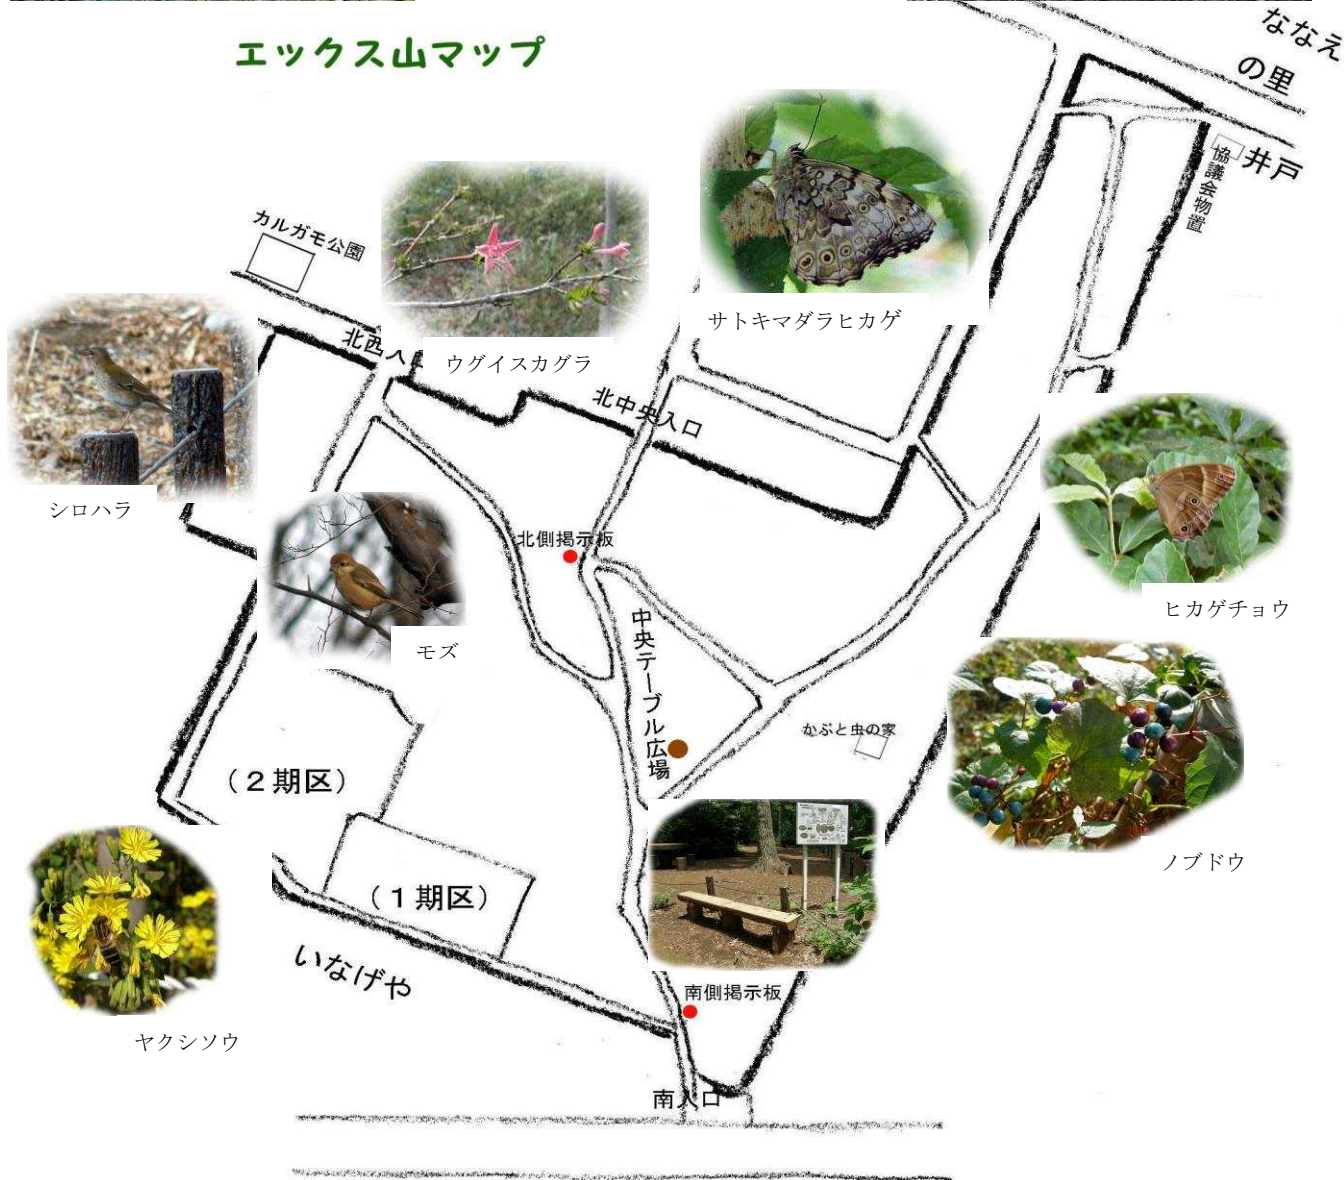 エックス山マップ
ななえ
の里
井戸
協議会物置
カルガモ公園
サトキマダラヒカゲ
北西入口
ウグイスカグラ
北中央入口
シロハラ
北側掲示板
ヒカゲチョウ
モズ
中央テーブル広場
かぶと虫の家
（２期区）
ノブドウ
（１期区）
いなげや
南側掲示板
ヤクシソウ
南入口